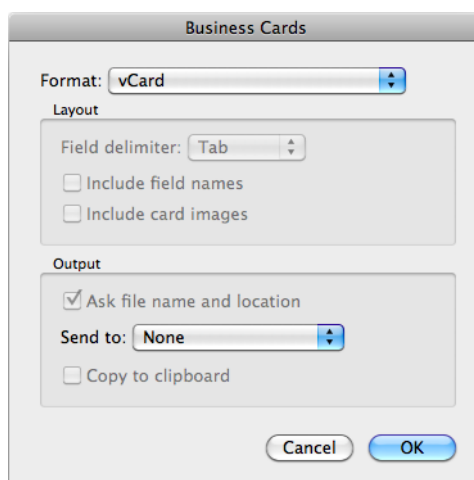 Business Cards
Format: vCard
Layout
Field delimiter: Tab
Include field names
Include card images
Output
Ask file name and location
Send to: None
Copy to clipboard
Cancel OK